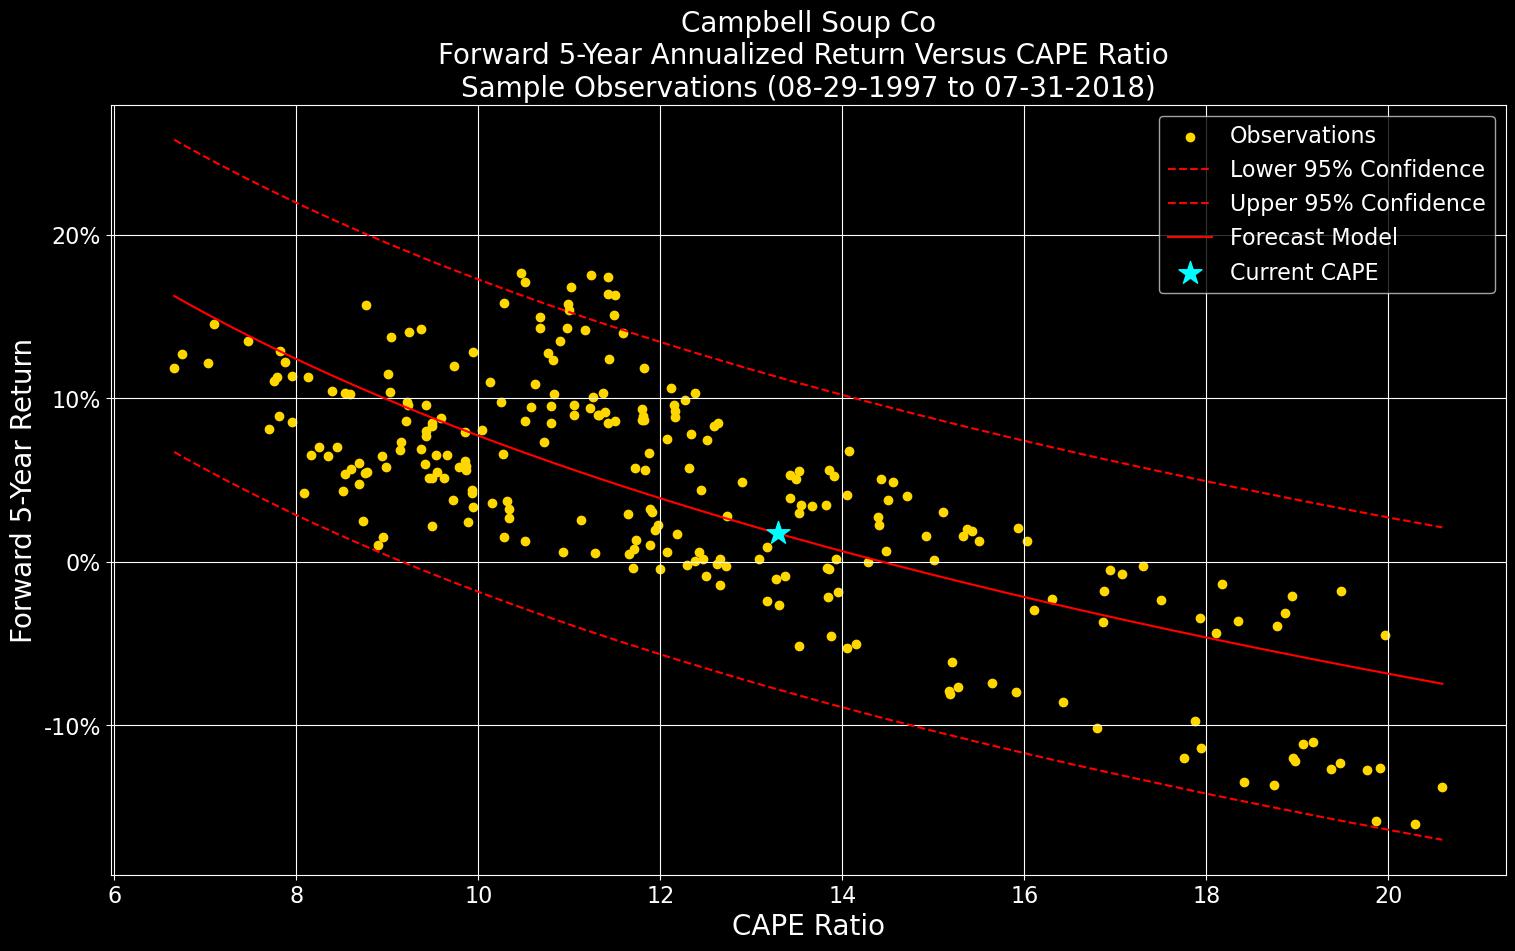 Campbell Soup Co
Forward 5-Year Annualized Return Versus CAPE Ratio
Sample Observations (08-29-1997 to 07-31-2018)
Observations
Lower 95% Confidence
Upper 95% Confidence
Forecast Model
Current CAPE
Forward 5-Year Return
20%
10%
0%
-10%
6 8 10 12 14 16 18 20
CAPE Ratio